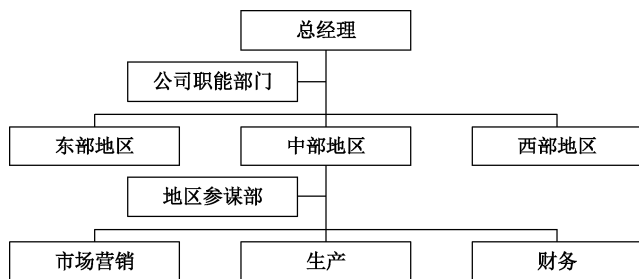 总经理
公司职能部门
东部地区
中部地区
西部地区
地区参谋部
市场营销
生产
财务